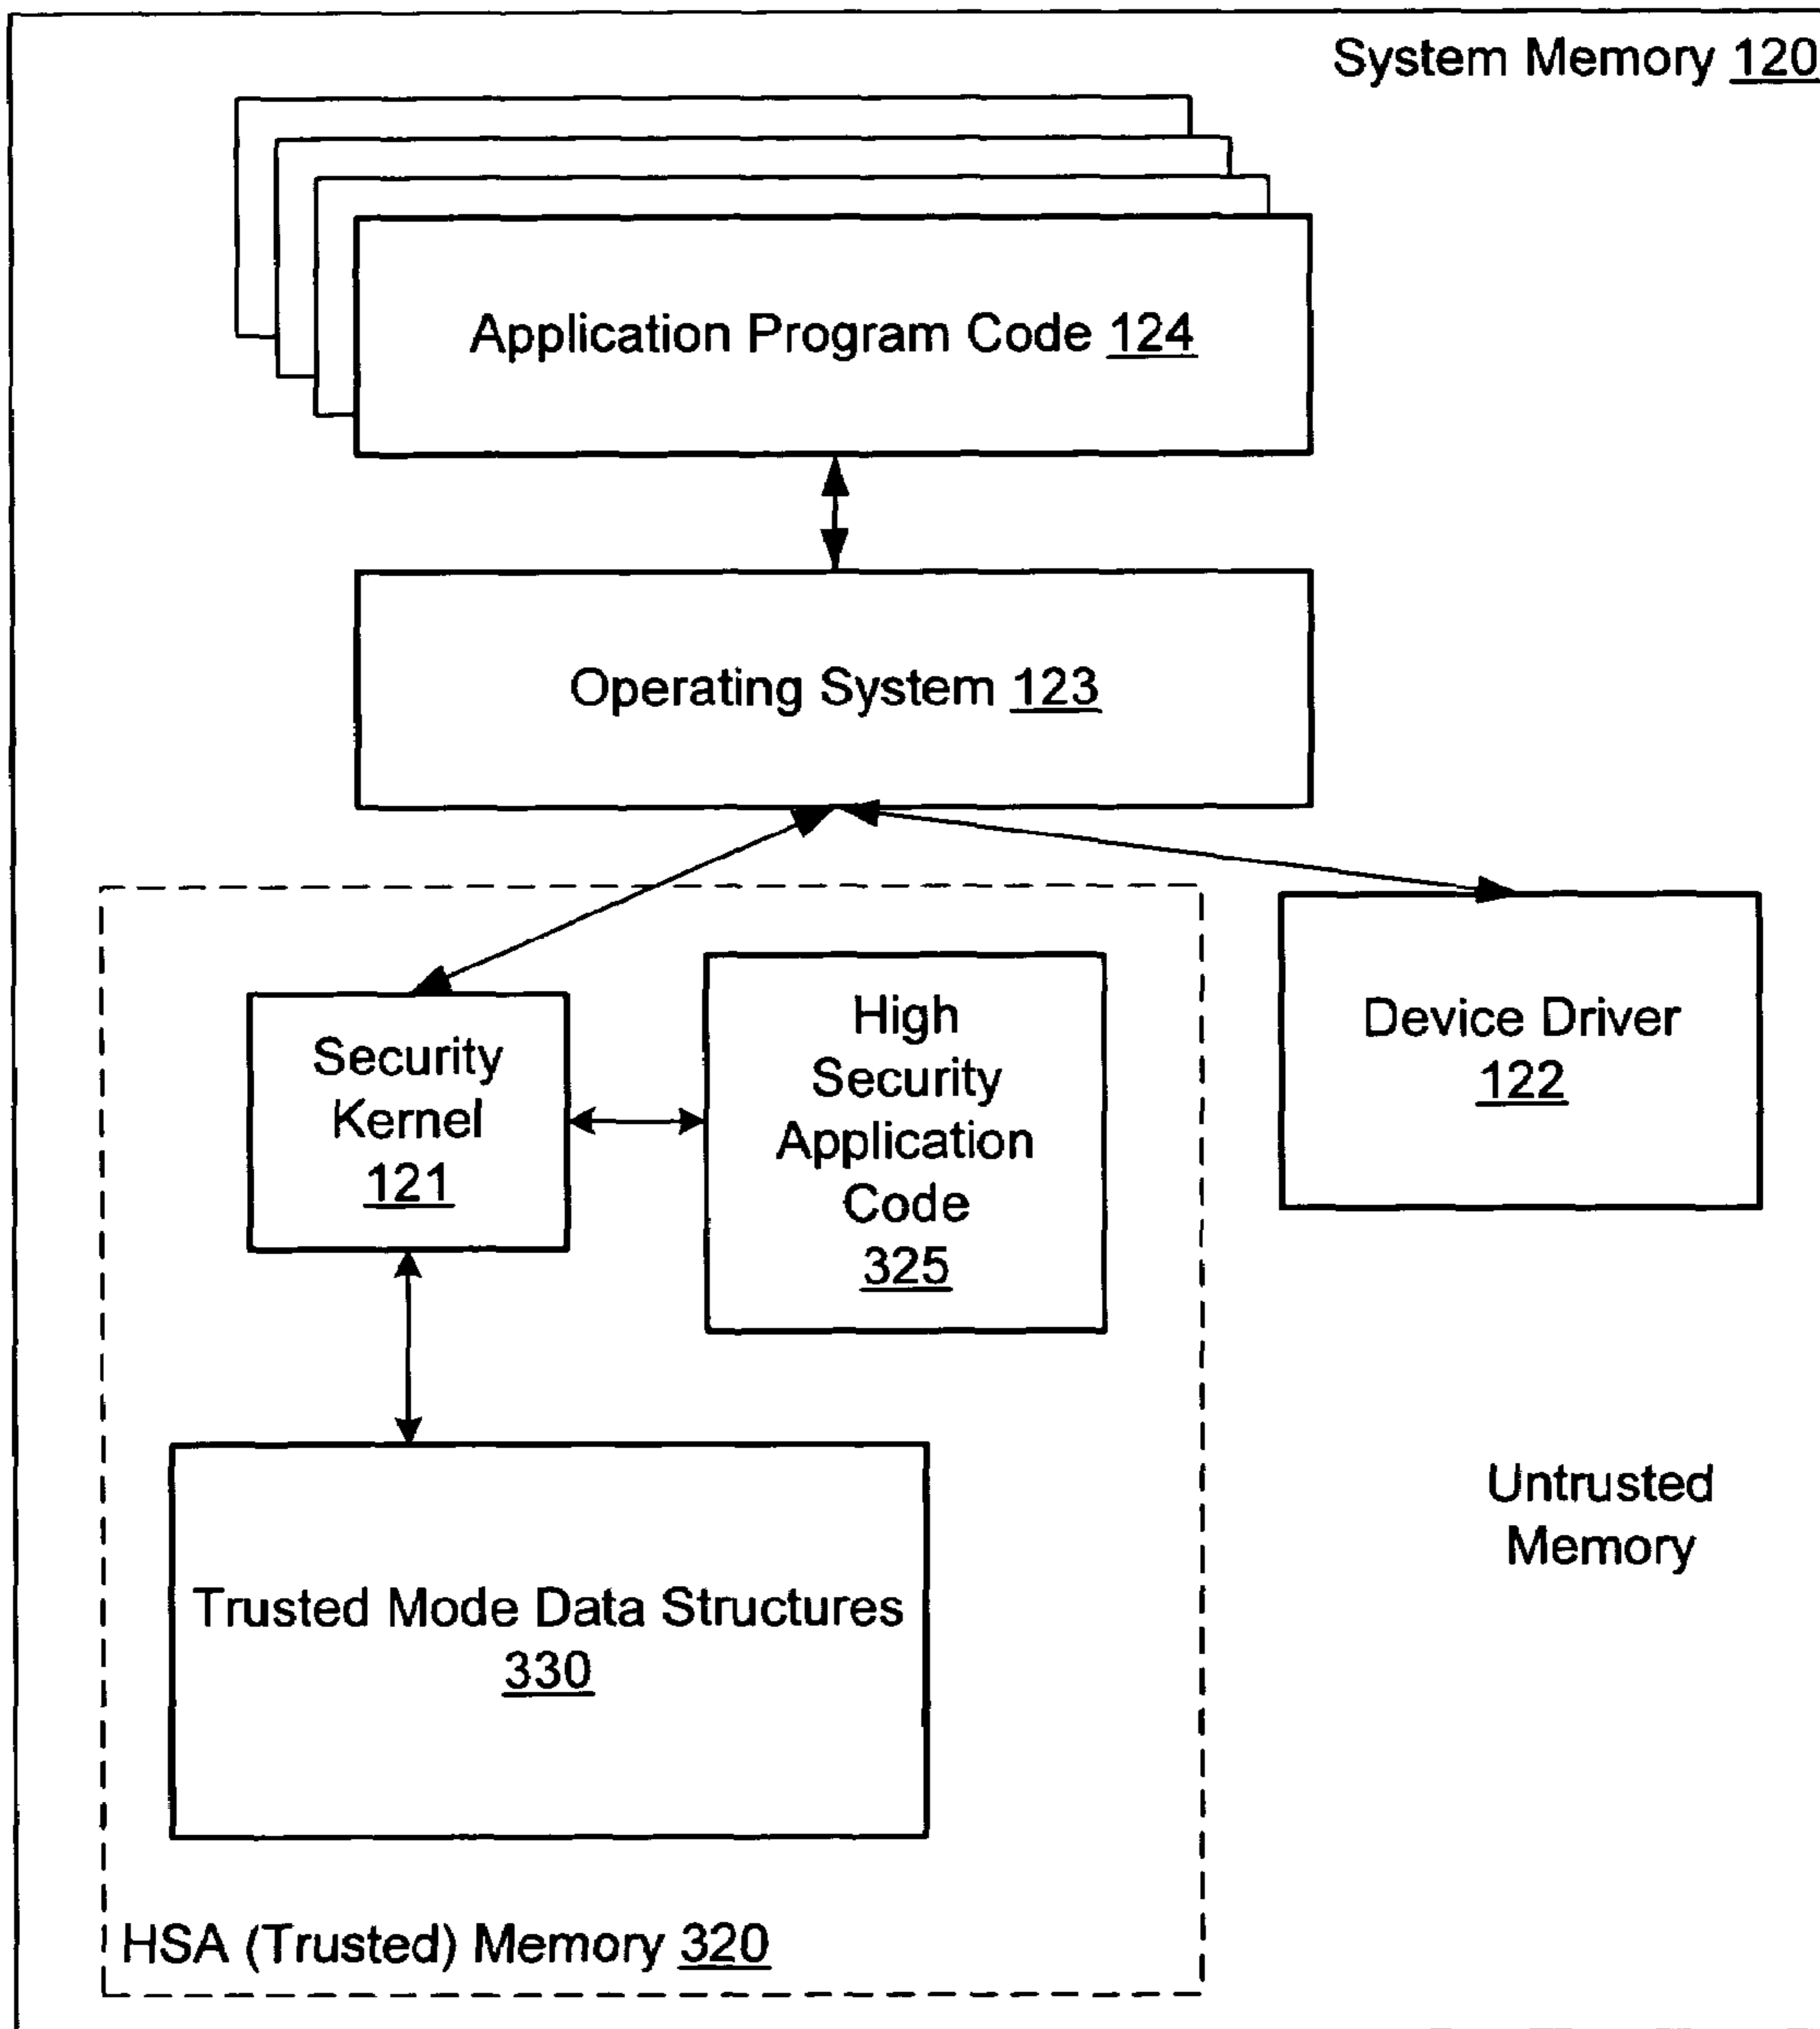 System Memory 120
Application Program Code 124
Operating System 123
Security
Kernel
121
High
Security
Application
Code
325
Device Driver
122
Trusted Mode Data Structures
330
Untrusted
Memory
HSA (Trusted) Memory 320